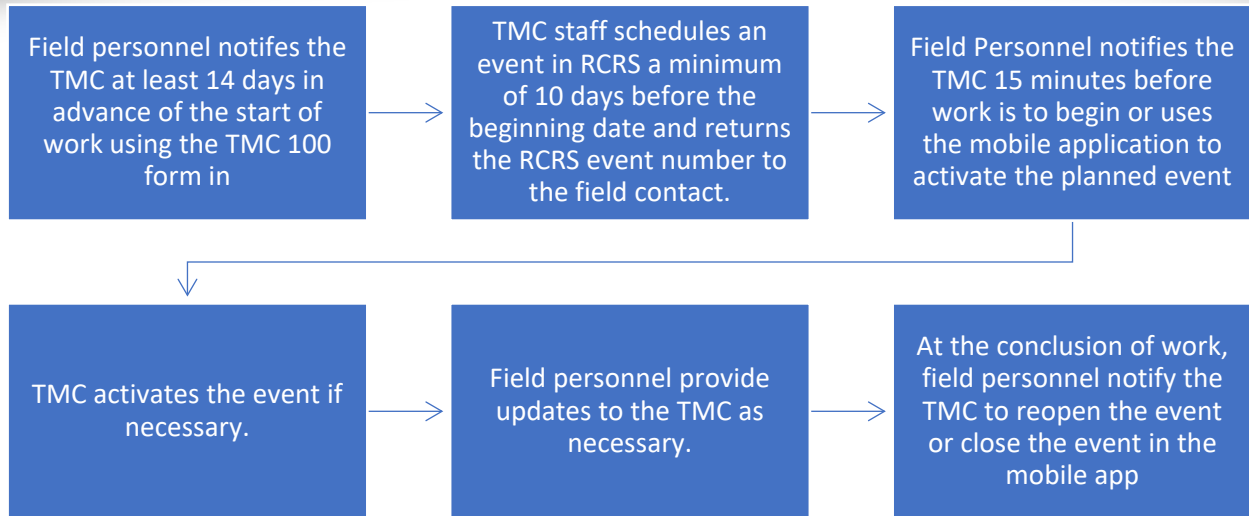 Field personnel notifes the
TMC at least 14 days in
advance of the start of
work using the TMC 100
form in
TMC staff schedules an
event in RCRS a minimum
of 10 days before the
beginning date and returns
the RCRS event number to
the field contact.
Field Personnel notifies the
TMC 15 minutes before
work is to begin or uses
the mobile application to
activate the planned event
TMC activates the event if
necessary.
Field personnel provide
updates to the TMC as
necessary.
At the conclusion of work,
field personnel notify the
TMC to reopen the event
or close the event in the
mobile app